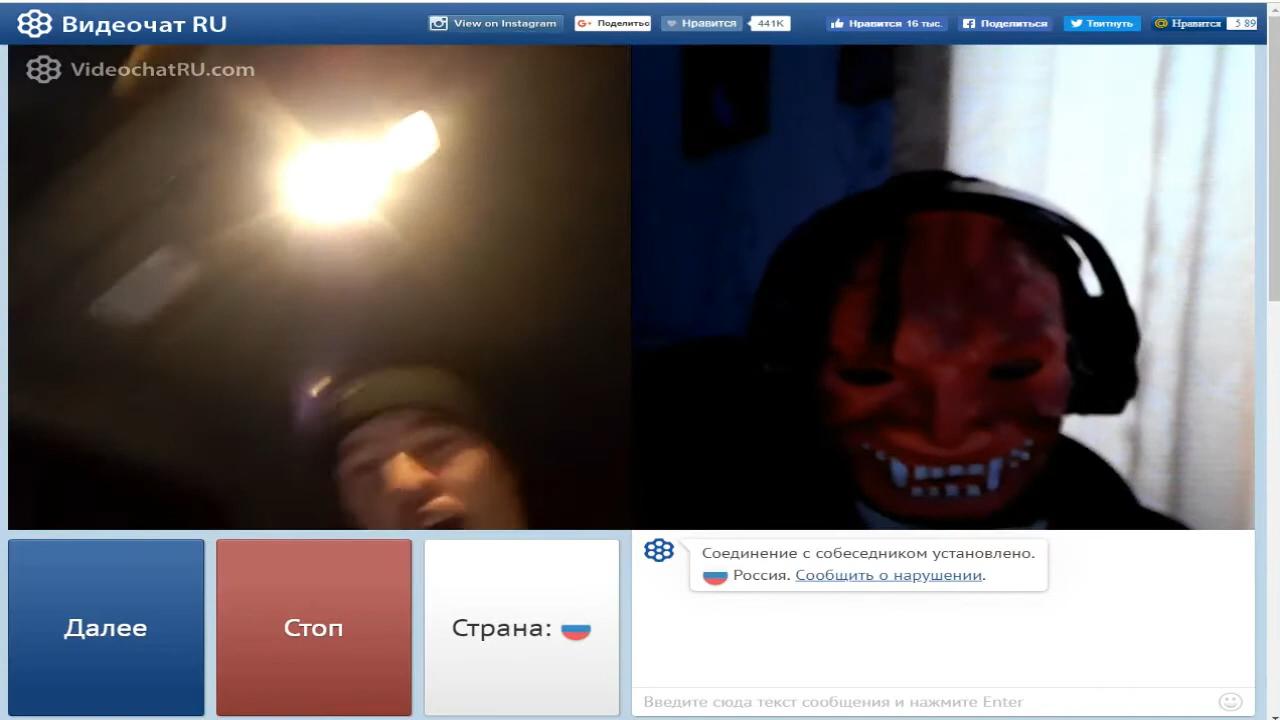 Видеочат RU
View on Instagram
Поделитьс
Нравится
441K
Нравится 16 тыс.
Поделиться
Твитнуть
Нравится
5 89
VideochatRU.com
Соединение с собеседником установлено.
Россия. Сообщить о нарушении.
Далее
Стоп
Страна:
Введите сюда текст сообщения и нажмите Enter